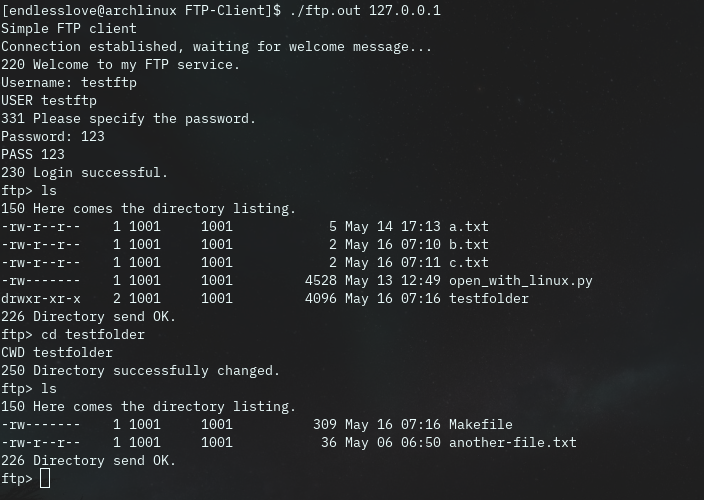 [endlesslove@archlinux FTP-Client]$ ./ftp.out 127.0.0.1
Simple FTP client
Connection established, waiting for welcome message...
220 Welcome to my FTP service.
Username: testftp
USER testftp
331 Please specify the password.
Password: 123
PASS 123
230 Login successful.
ftp> ls
150 Here comes the directory listing.
-rw-r--r--    1 1001     1001            5 May 14 17:13 a.txt
-rw-r--r--    1 1001     1001            2 May 16 07:10 b.txt
-rw-r--r--    1 1001     1001            2 May 16 07:11 c.txt
-rw-------    1 1001     1001         4528 May 13 12:49 open_with_linux.py
drwxr-xr-x    2 1001     1001         4096 May 16 07:16 testfolder
226 Directory send OK.
ftp> cd testfolder
CWD testfolder
250 Directory successfully changed.
ftp> ls
150 Here comes the directory listing.
-rw-------    1 1001     1001          309 May 16 07:16 Makefile
-rw-r--r--    1 1001     1001           36 May 06 06:50 another-file.txt
226 Directory send OK.
ftp>